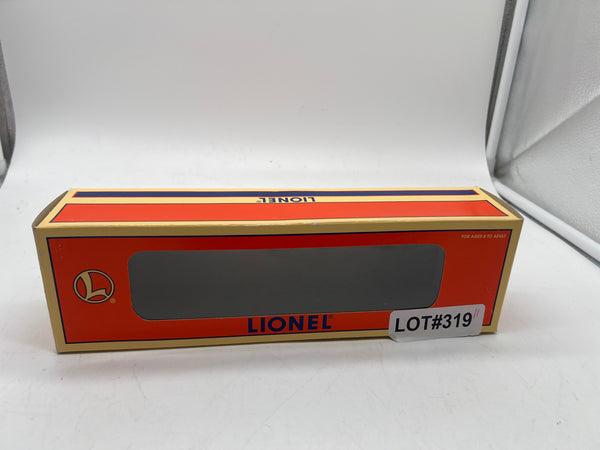 LIONEL
FOR AGES 8 TO ADULT
L
LIONEL
LOT#319